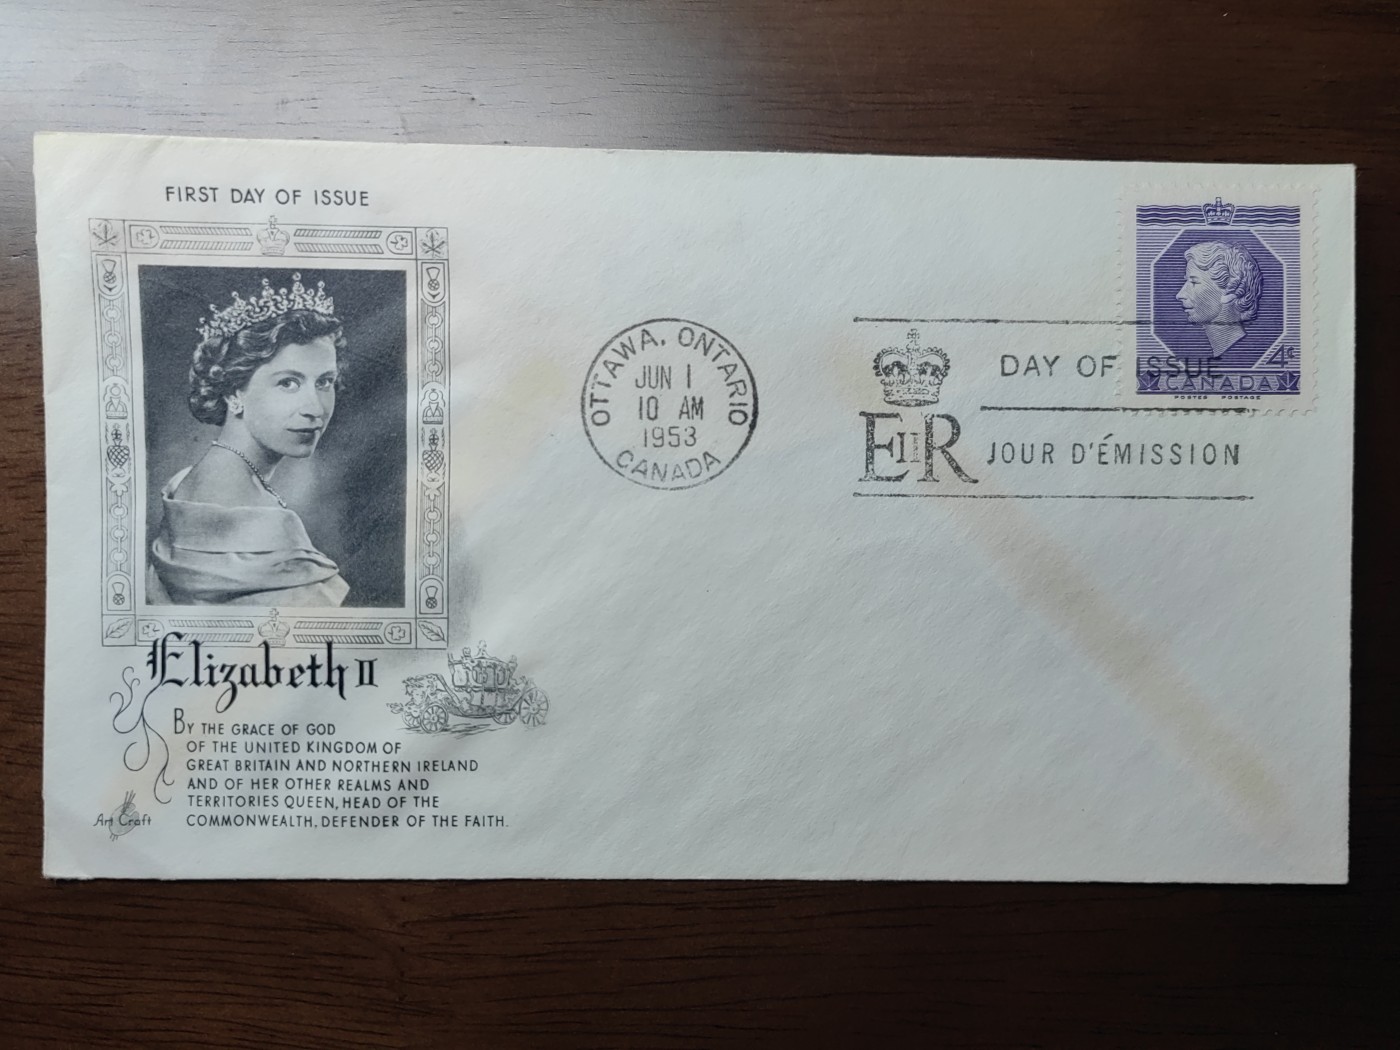 FIRST DAY OF ISSUE
Elizabeth II
BY THE GRACE OF GOD
OF THE UNITED KINGDOM OF
GREAT BRITAIN AND NORTHERN IRELAND
AND OF HER OTHER REALMS AND
TERRITORIES QUEEN, HEAD OF THE
COMMONWEALTH, DEFENDER OF THE FAITH.
Art Craft
OTTAWA, ONTARIO
JUN 1
10 AM
1953
CANADA
DAY OF ISSUE
EIIR
JOUR D'ÉMISSION
4¢
CANADA
POSTES POSTAGE